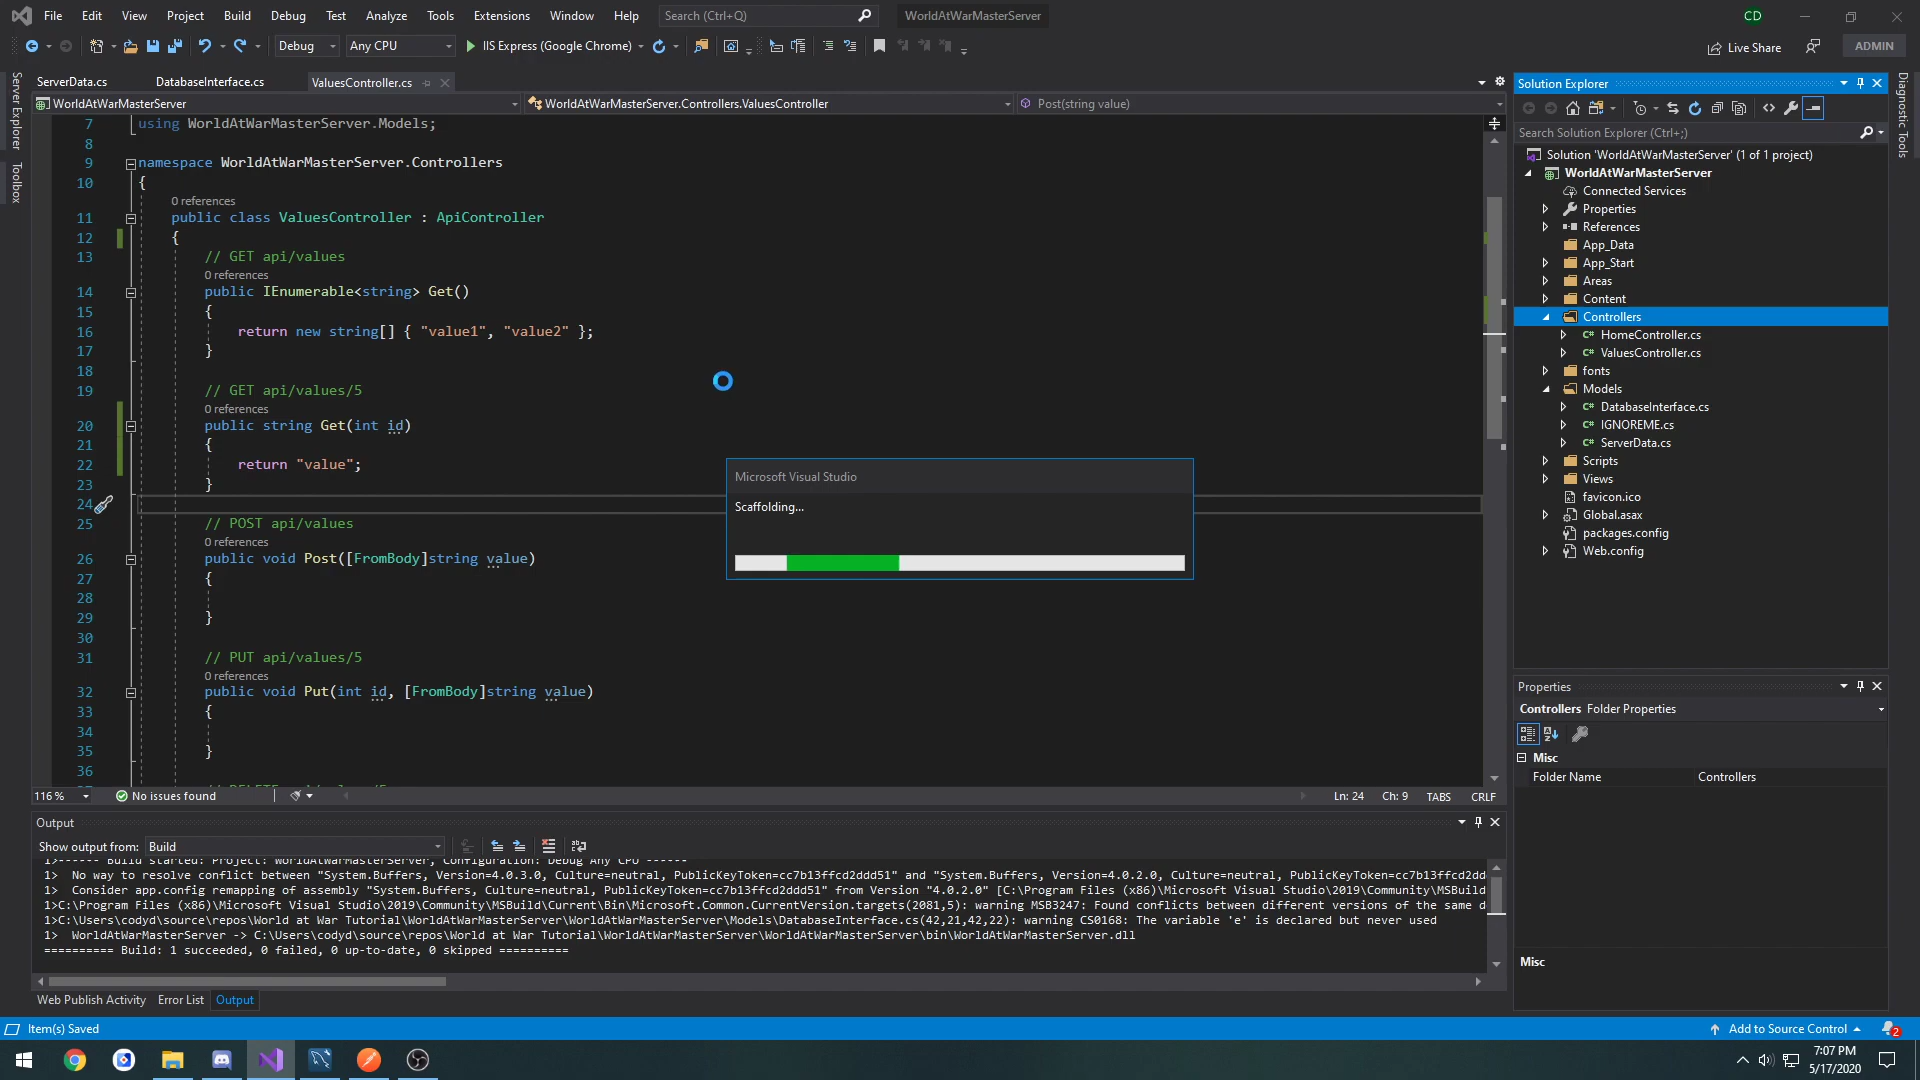 File Edit View Project Build Debug Test Analyze Tools Extensions Window Help Search (Ctrl+Q) WorldAtWarMasterServer CD
Debug Any CPU IIS Express (Google Chrome) Live Share ADMIN
Server Explorer
Toolbox
ServerData.cs DatabaseInterface.cs ValuesController.cs
WorldAtWarMasterServer WorldAtWarMasterServer.Controllers.ValuesController Post(string value)
7 using WorldAtWarMasterServer.Models;
8
9 namespace WorldAtWarMasterServer.Controllers
10 {
0 references
11 public class ValuesController : ApiController
12 {
13 // GET api/values
0 references
14 public IEnumerable<string> Get()
15 {
16 return new string[] { "value1", "value2" };
17 }
18
19 // GET api/values/5
0 references
20 public string Get(int id)
21 {
22 return "value";
23 }
24
25 // POST api/values
0 references
26 public void Post([FromBody]string value)
27 {
28
29 }
30
31 // PUT api/values/5
0 references
32 public void Put(int id, [FromBody]string value)
33 {
34
35 }
36
Microsoft Visual Studio
Scaffolding...
116 % No issues found Ln: 24 Ch: 9 TABS CRLF
Output
Show output from: Build
1>------ Build started: Project: WorldAtWarMasterServer, Configuration: Debug Any CPU ------
1> No way to resolve conflict between "System.Buffers, Version=4.0.3.0, Culture=neutral, PublicKeyToken=cc7b13ffcd2ddd51" and "System.Buffers, Version=4.0.2.0, Culture=neutral, PublicKeyToken=cc7b13ffcd2dd
1> Consider app.config remapping of assembly "System.Buffers, Culture=neutral, PublicKeyToken=cc7b13ffcd2ddd51" from Version "4.0.2.0" [C:\Program Files (x86)\Microsoft Visual Studio\2019\Community\MSBuild
1>C:\Program Files (x86)\Microsoft Visual Studio\2019\Community\MSBuild\Current\Bin\Microsoft.Common.CurrentVersion.targets(2081,5): warning MSB3247: Found conflicts between different versions of the same d
1>C:\Users\codyd\source\repos\World at War Tutorial\WorldAtWarMasterServer\WorldAtWarMasterServer\Models\DatabaseInterface.cs(42,21,42,22): warning CS0168: The variable 'e' is declared but never used
1> WorldAtWarMasterServer -> C:\Users\codyd\source\repos\World at War Tutorial\WorldAtWarMasterServer\WorldAtWarMasterServer\bin\WorldAtWarMasterServer.dll
========== Build: 1 succeeded, 0 failed, 0 up-to-date, 0 skipped ==========
Web Publish Activity Error List Output
Solution Explorer
Search Solution Explorer (Ctrl+;)
Solution 'WorldAtWarMasterServer' (1 of 1 project)
WorldAtWarMasterServer
Connected Services
Properties
References
App_Data
App_Start
Areas
Content
Controllers
C# HomeController.cs
C# ValuesController.cs
fonts
Models
C# DatabaseInterface.cs
C# IGNOREME.cs
C# ServerData.cs
Scripts
Views
favicon.ico
Global.asax
packages.config
Web.config
Properties
Controllers Folder Properties
Misc
Folder Name Controllers
Misc
Diagnostic Tools
Item(s) Saved Add to Source Control 2
7:07 PM
5/17/2020